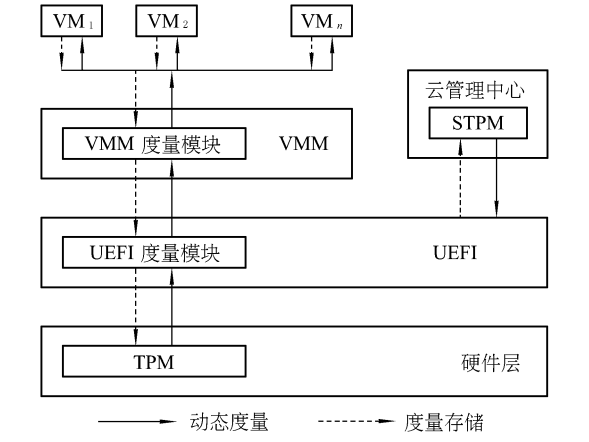 VM1 VM2 VMn
云管理中心
STPM
VMM 度量模块 VMM
UEFI 度量模块 UEFI
TPM 硬件层
动态度量 度量存储